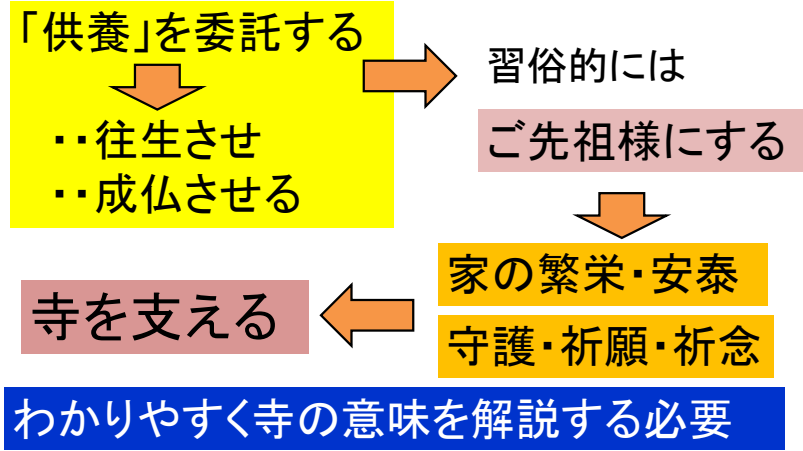 「供養」を委託する
・・往生させ
・・成仏させる
習俗的には
ご先祖様にする
家の繁栄・安泰
守護・祈願・祈念
寺を支える
わかりやすく寺の意味を解説する必要